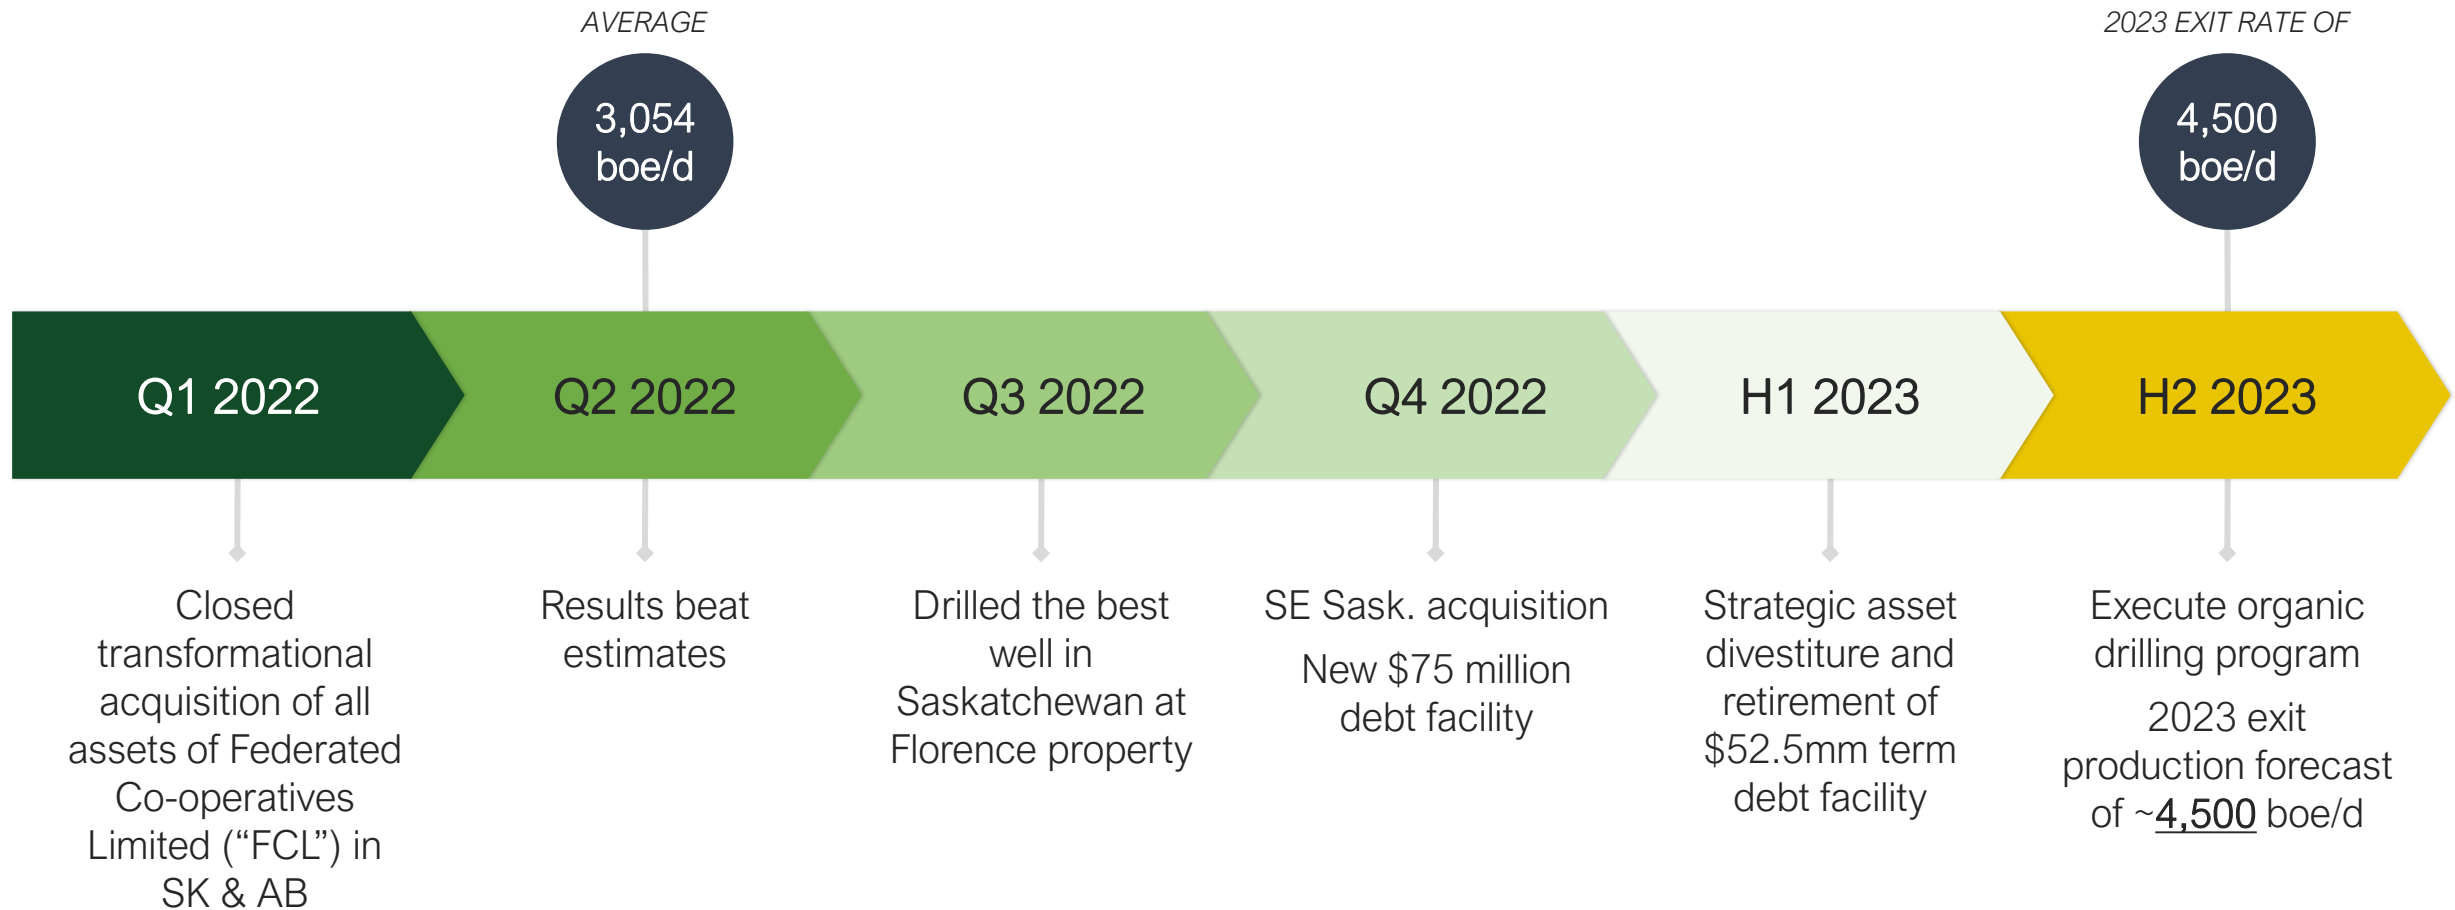 AVERAGE
3,054
boe/d
2023 EXIT RATE OF
4,500
boe/d
Q1 2022
Q2 2022
Q3 2022
Q4 2022
H1 2023
H2 2023
Closed
transformational
acquisition of all
assets of Federated
Co-operatives
Limited (“FCL”) in
SK & AB
Results beat
estimates
Drilled the best
well in
Saskatchewan at
Florence property
SE Sask. acquisition
New $75 million
debt facility
Strategic asset
divestiture and
retirement of
$52.5mm term
debt facility
Execute organic
drilling program
2023 exit
production forecast
of ~4,500 boe/d